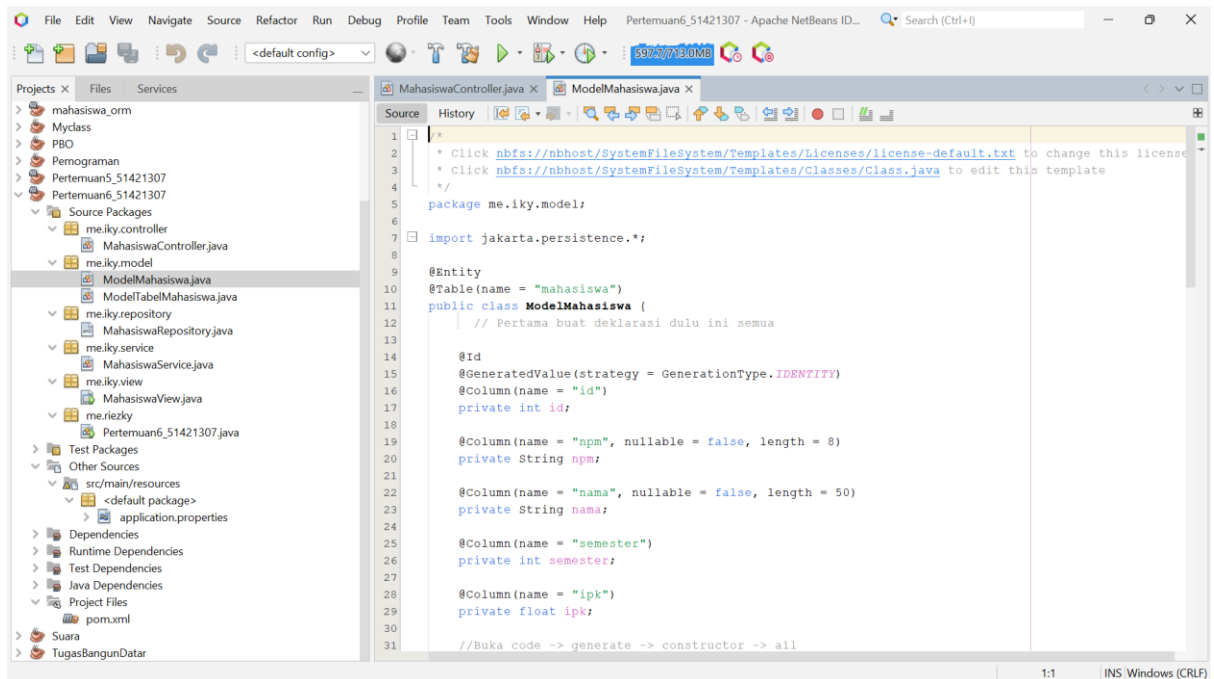 File Edit View Navigate Source Refactor Run Debug Profile Team Tools Window Help Pertemuan6_51421307 - Apache NetBeans ID... Search (Ctrl+I)
<default config> 597.7/713.0MB
Projects Files Services
mahasiswa_orm
Myclass
PBO
Pemograman
Pertemuan5_51421307
Pertemuan6_51421307
Source Packages
me.iky.controller
MahasiswaController.java
me.iky.model
ModelMahasiswa.java
ModelTabelMahasiswa.java
me.iky.repository
MahasiswaRepository.java
me.iky.service
MahasiswaService.java
me.iky.view
MahasiswaView.java
me.riezky
Pertemuan6_51421307.java
Test Packages
Other Sources
src/main/resources
<default package>
application.properties
Dependencies
Runtime Dependencies
Test Dependencies
Java Dependencies
Project Files
pom.xml
Suara
TugasBangunDatar
MahasiswaController.java ModelMahasiswa.java
Source History
1 /*
2 * Click nbfs://nbhost/SystemFileSystem/Templates/Licenses/license-default.txt to change this license
3 * Click nbfs://nbhost/SystemFileSystem/Templates/Classes/Class.java to edit this template
4 */
5 package me.iky.model;
6
7 import jakarta.persistence.*;
8
9 @Entity
10 @Table(name = "mahasiswa")
11 public class ModelMahasiswa {
12 // Pertama buat deklarasi dulu ini semua
13
14 @Id
15 @GeneratedValue(strategy = GenerationType.IDENTITY)
16 @Column(name = "id")
17 private int id;
18
19 @Column(name = "npm", nullable = false, length = 8)
20 private String npm;
21
22 @Column(name = "nama", nullable = false, length = 50)
23 private String nama;
24
25 @Column(name = "semester")
26 private int semester;
27
28 @Column(name = "ipk")
29 private float ipk;
30
31 //Buka code -> generate -> constructor -> all
1:1 INS Windows (CRLF)